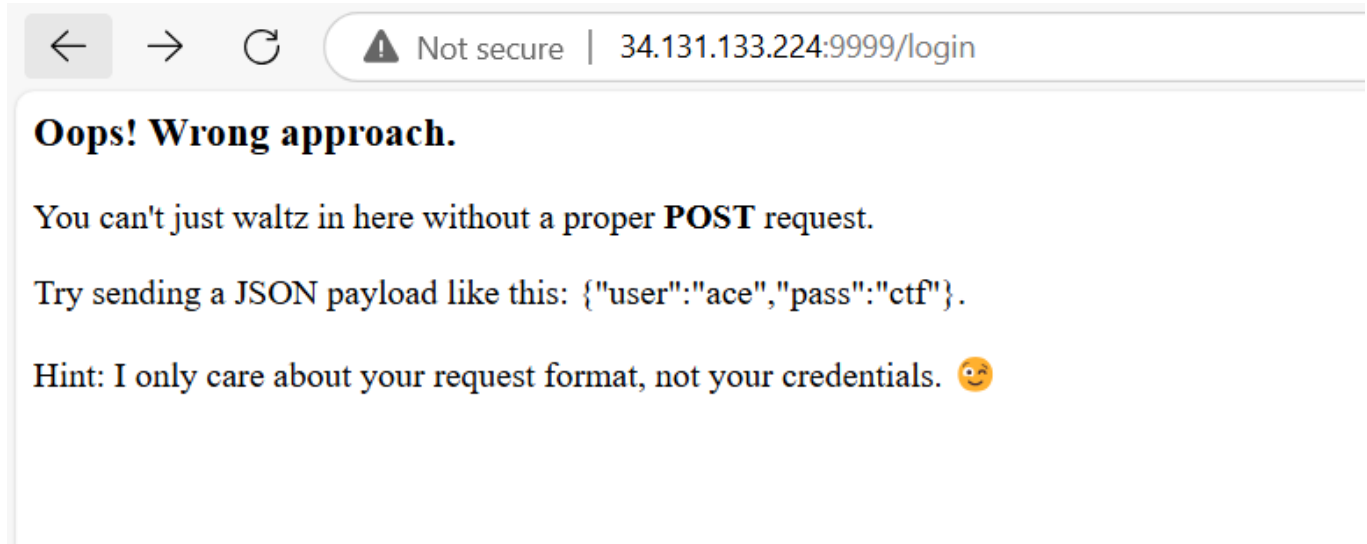 Not secure | 34.131.133.224:9999/login
Oops! Wrong approach.
You can't just waltz in here without a proper POST request.
Try sending a JSON payload like this: {"user":"ace","pass":"ctf"}.
Hint: I only care about your request format, not your credentials. 😉